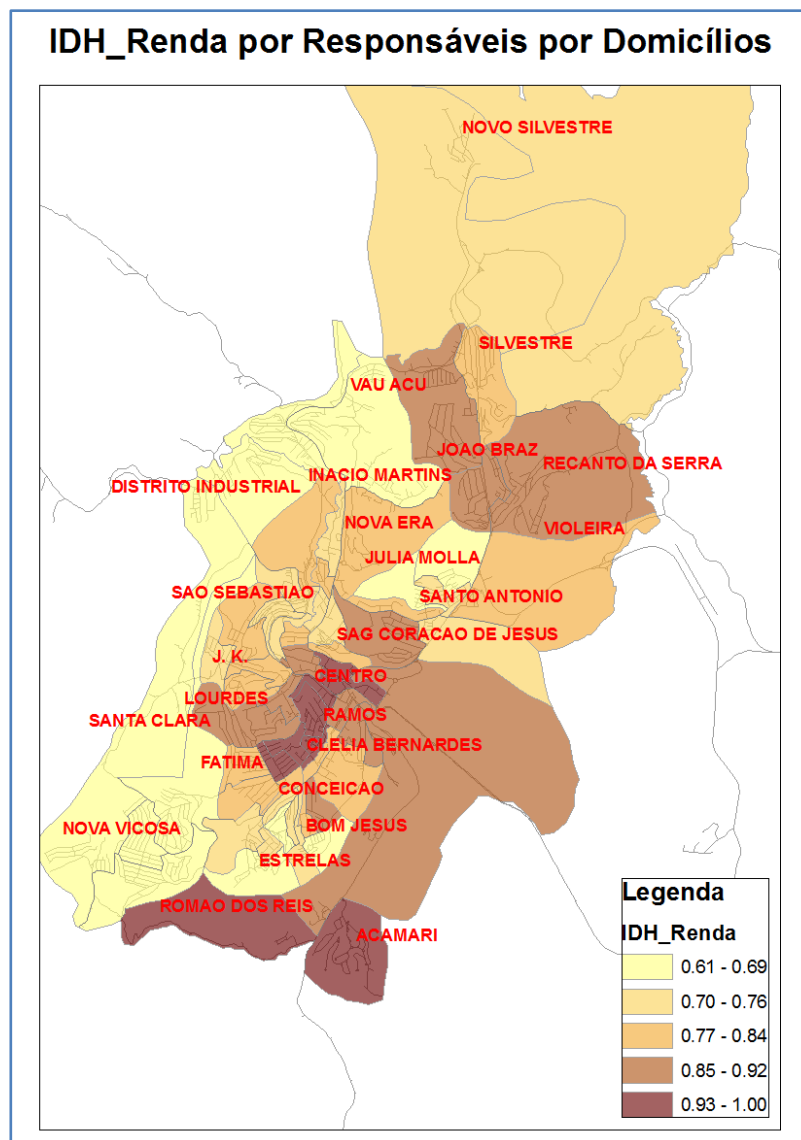 IDH_Renda por Responsáveis por Domicílios
NOVO SILVESTRE
SILVESTRE
VAU ACU
JOAO BRAZ
RECANTO DA SERRA
INACIO MARTINS
DISTRITO INDUSTRIAL
NOVA ERA
VIOLEIRA
JULIA MOLLA
SAO SEBASTIAO
SANTO ANTONIO
SAG CORACAO DE JESUS
J. K.
CENTRO
LOURDES
SANTA CLARA
RAMOS
CLELIA BERNARDES
FATIMA
CONCEICAO
NOVA VICOSA
BOM JESUS
ESTRELAS
ROMAO DOS REIS
ACAMARI
Legenda
IDH_Renda
0.61 - 0.69
0.70 - 0.76
0.77 - 0.84
0.85 - 0.92
0.93 - 1.00